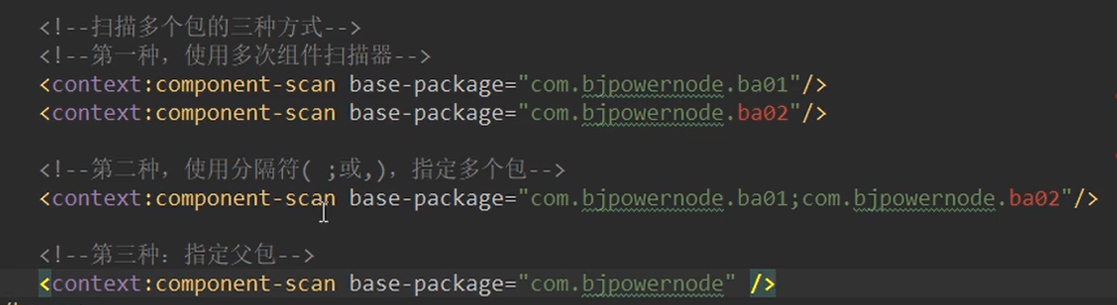 <!--扫描多个包的三种方式-->
<!--第一种，使用多次组件扫描器-->
<context:component-scan base-package="com.bjpowernode.ba01"/>
<context:component-scan base-package="com.bjpowernode.ba02"/>
<!--第二种，使用分隔符( ;或,)，指定多个包-->
<context:component-scan base-package="com.bjpowernode.ba01;com.bjpowernode.ba02"/>
<!--第三种：指定父包-->
<context:component-scan base-package="com.bjpowernode" />